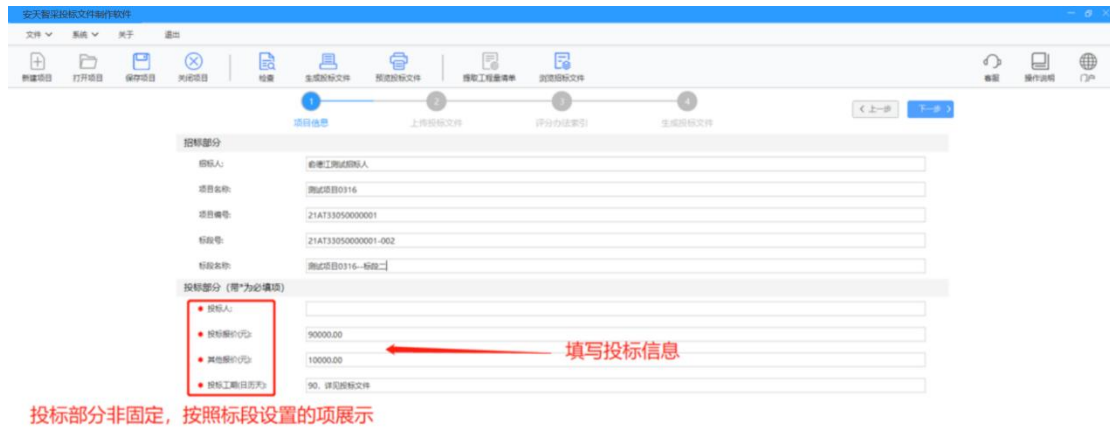 安天智采投标文件制作软件
文件 系统 关于 退出
新建项目 打开项目 保存项目 关闭项目 检查 生成投标文件 预览投标文件 提取工程量清单 浏览招标文件 客服 操作说明 门户
1 2 3 4
项目信息 上传投标文件 评分办法索引 生成投标文件
上一步 下一步
招标部分
招标人: 俞德江测试招标人
项目名称: 测试项目0316
项目编号: 21AT33050000001
标段号: 21AT33050000001-002
标段名称: 测试项目0316--标段二
投标部分（带*为必填项)
投标人:
投标报价(元): 90000.00
其他报价(元): 10000.00
填写投标信息
投标工期(日历天): 90，详见投标文件
投标部分非固定，按照标段设置的项展示